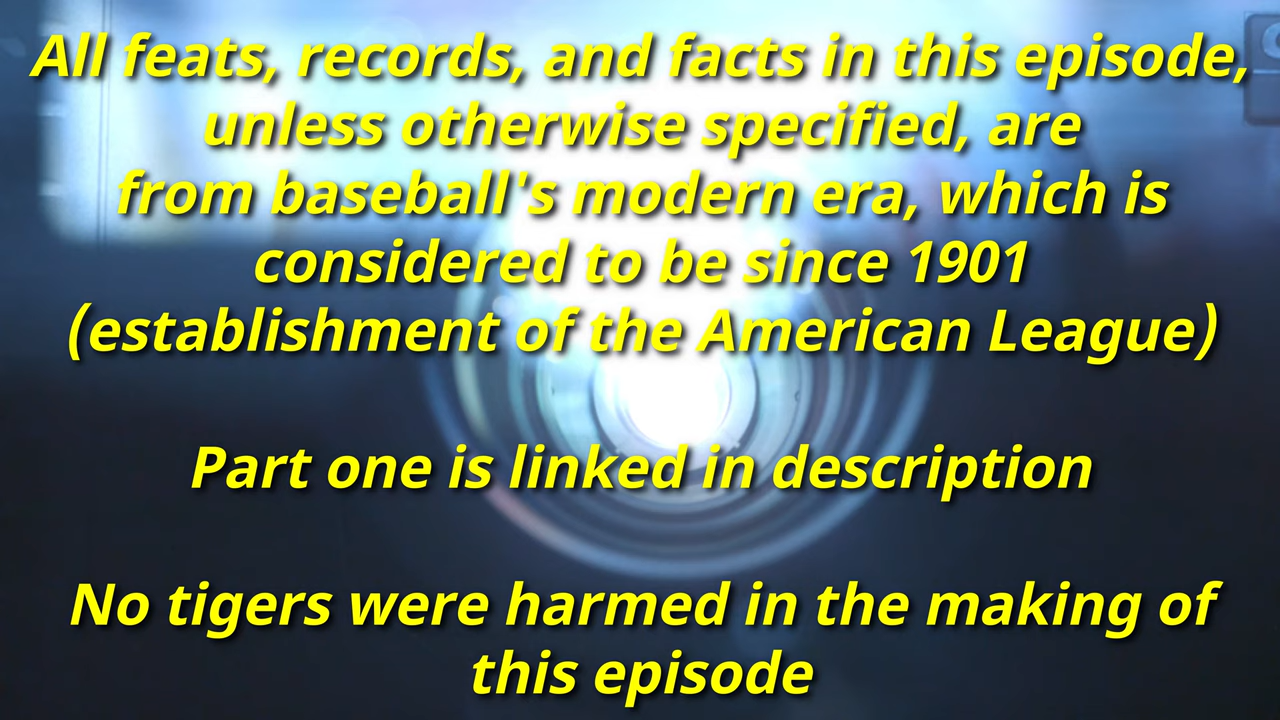 All feats, records, and facts in this episode,
unless otherwise specified, are
from baseball's modern era, which is
considered to be since 1901
(establishment of the American League)
Part one is linked in description
No tigers were harmed in the making of
this episode